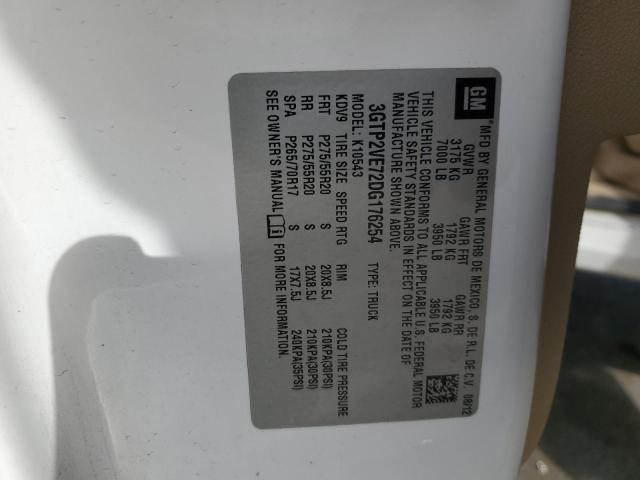 GM
*MFD BY GENERAL MOTORS DE MEXICO, S. DE R.L. DE C.V. 08/12
GVWR GAWR FRT GAWR RR
3175 KG 1792 KG 1792 KG
7000 LB 3950 LB 3950 LB
THIS VEHICLE CONFORMS TO ALL APPLICABLE U.S. FEDERAL MOTOR
VEHICLE SAFETY STANDARDS IN EFFECT ON THE DATE OF
MANUFACTURE SHOWN ABOVE.
3GTP2VE72DG176254 TYPE: TRUCK
MODEL: K10543
KDV9 TIRE SIZE SPEED RTG RIM COLD TIRE PRESSURE
FRT P275/55R20 S 20X8.5J 210KPA(30PSI)
RR P275/55R20 S 20X8.5J 210KPA(30PSI)
SPA P265/70R17 S 17X7.5J 240KPA(35PSI)
SEE OWNER'S MANUAL FOR MORE INFORMATION.